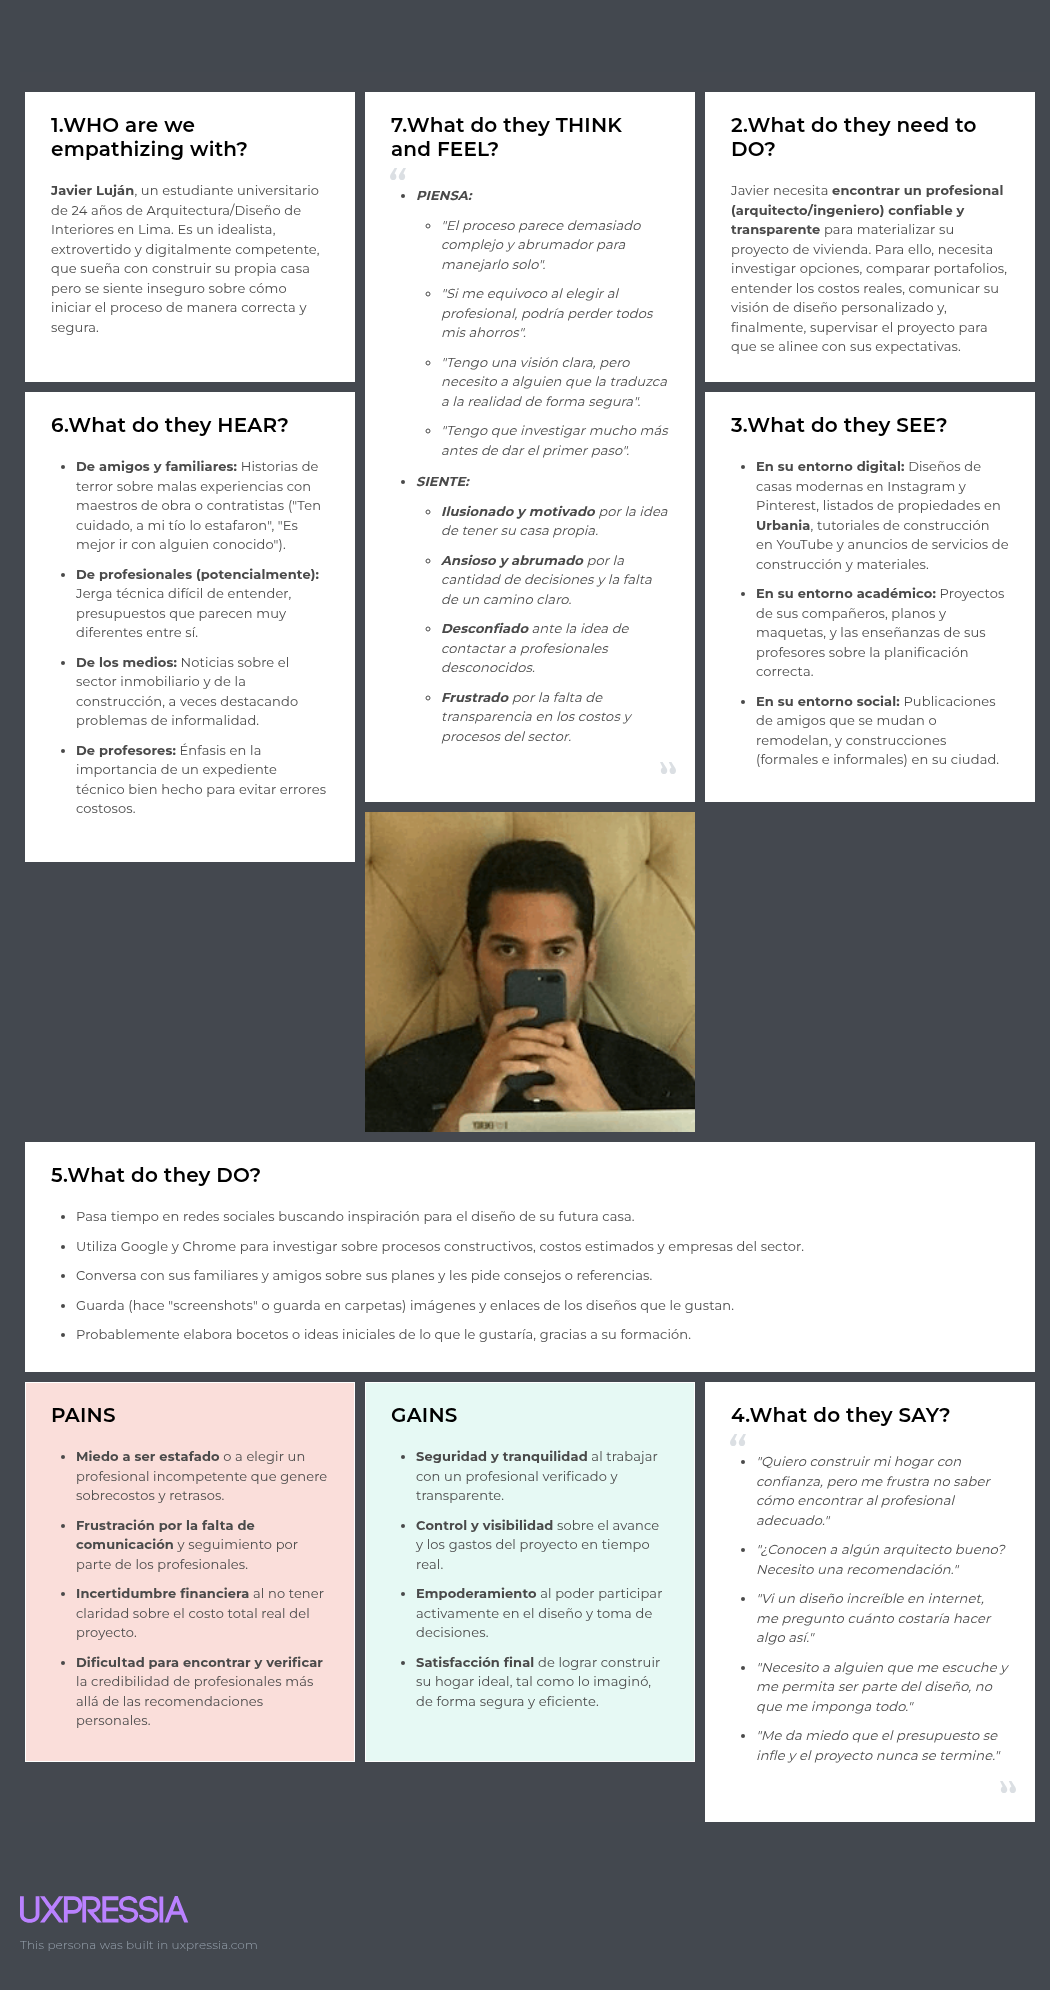 1.WHO are we
empathizing with?
Javier Luján, un estudiante universitario
de 24 años de Arquitectura/Diseño de
Interiores en Lima. Es un idealista,
extrovertido y digitalmente competente,
que sueña con construir su propia casa
pero se siente inseguro sobre cómo
iniciar el proceso de manera correcta y
segura.
7.What do they THINK
and FEEL?
“
• PIENSA:
◦ "El proceso parece demasiado
complejo y abrumador para
manejarlo solo".
◦ "Si me equivoco al elegir al
profesional, podría perder todos
mis ahorros".
◦ "Tengo una visión clara, pero
necesito a alguien que la traduzca
a la realidad de forma segura".
◦ "Tengo que investigar mucho más
antes de dar el primer paso".
• SIENTE:
◦ Ilusionado y motivado por la idea
de tener su casa propia.
◦ Ansioso y abrumado por la
cantidad de decisiones y la falta
de un camino claro.
◦ Desconfiado ante la idea de
contactar a profesionales
desconocidos.
◦ Frustrado por la falta de
transparencia en los costos y
procesos del sector.
”
2.What do they need to
DO?
Javier necesita encontrar un profesional
(arquitecto/ingeniero) confiable y
transparente para materializar su
proyecto de vivienda. Para ello, necesita
investigar opciones, comparar portafolios,
entender los costos reales, comunicar su
visión de diseño personalizado y,
finalmente, supervisar el proyecto para
que se alinee con sus expectativas.
6.What do they HEAR?
• De amigos y familiares: Historias de
terror sobre malas experiencias con
maestros de obra o contratistas ("Ten
cuidado, a mi tío lo estafaron", "Es
mejor ir con alguien conocido").
• De profesionales (potencialmente):
Jerga técnica difícil de entender,
presupuestos que parecen muy
diferentes entre sí.
• De los medios: Noticias sobre el
sector inmobiliario y de la
construcción, a veces destacando
problemas de informalidad.
• De profesores: Énfasis en la
importancia de un expediente
técnico bien hecho para evitar errores
costosos.
3.What do they SEE?
• En su entorno digital: Diseños de
casas modernas en Instagram y
Pinterest, listados de propiedades en
Urbania, tutoriales de construcción
en YouTube y anuncios de servicios de
construcción y materiales.
• En su entorno académico: Proyectos
de sus compañeros, planos y
maquetas, y las enseñanzas de sus
profesores sobre la planificación
correcta.
• En su entorno social: Publicaciones
de amigos que se mudan o
remodelan, y construcciones
(formales e informales) en su ciudad.
5.What do they DO?
• Pasa tiempo en redes sociales buscando inspiración para el diseño de su futura casa.
• Utiliza Google y Chrome para investigar sobre procesos constructivos, costos estimados y empresas del sector.
• Conversa con sus familiares y amigos sobre sus planes y les pide consejos o referencias.
• Guarda (hace "screenshots" o guarda en carpetas) imágenes y enlaces de los diseños que le gustan.
• Probablemente elabora bocetos o ideas iniciales de lo que le gustaría, gracias a su formación.
PAINS
• Miedo a ser estafado o a elegir un
profesional incompetente que genere
sobrecostos y retrasos.
• Frustración por la falta de
comunicación y seguimiento por
parte de los profesionales.
• Incertidumbre financiera al no tener
claridad sobre el costo total real del
proyecto.
• Dificultad para encontrar y verificar
la credibilidad de profesionales más
allá de las recomendaciones
personales.
GAINS
• Seguridad y tranquilidad al trabajar
con un profesional verificado y
transparente.
• Control y visibilidad sobre el avance
y los gastos del proyecto en tiempo
real.
• Empoderamiento al poder participar
activamente en el diseño y toma de
decisiones.
• Satisfacción final de lograr construir
su hogar ideal, tal como lo imaginó,
de forma segura y eficiente.
4.What do they SAY?
“
• "Quiero construir mi hogar con
confianza, pero me frustra no saber
cómo encontrar al profesional
adecuado."
• "¿Conocen a algún arquitecto bueno?
Necesito una recomendación."
• "Vi un diseño increíble en internet,
me pregunto cuánto costaría hacer
algo así."
• "Necesito a alguien que me escuche y
me permita ser parte del diseño, no
que me imponga todo."
• "Me da miedo que el presupuesto se
infle y el proyecto nunca se termine."
”
UXPRESSIA
This persona was built in uxpressia.com